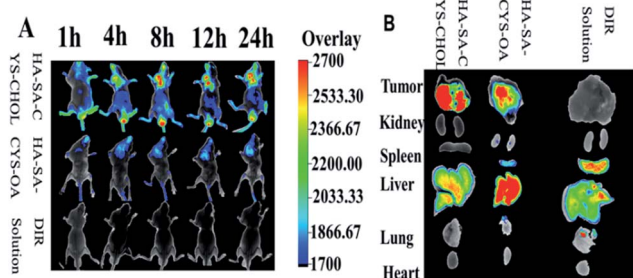 A
1h 4h 8h 12h 24h
HA-SA-C
YS-CHOL
HA-SA-
CYS-OA
DIR
Solution
Overlay
2700
2533.30
2366.67
2200.00
2033.33
1866.67
1700
B
HA-SA-C
YS-CHOL
HA-SA-
CYS-OA
DIR
Solution
Tumor
Kidney
Spleen
Liver
Lung
Heart